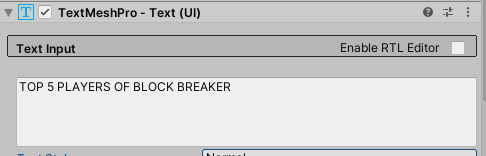 TextMeshPro - Text (UI)
Text Input Enable RTL Editor
TOP 5 PLAYERS OF BLOCK BREAKER